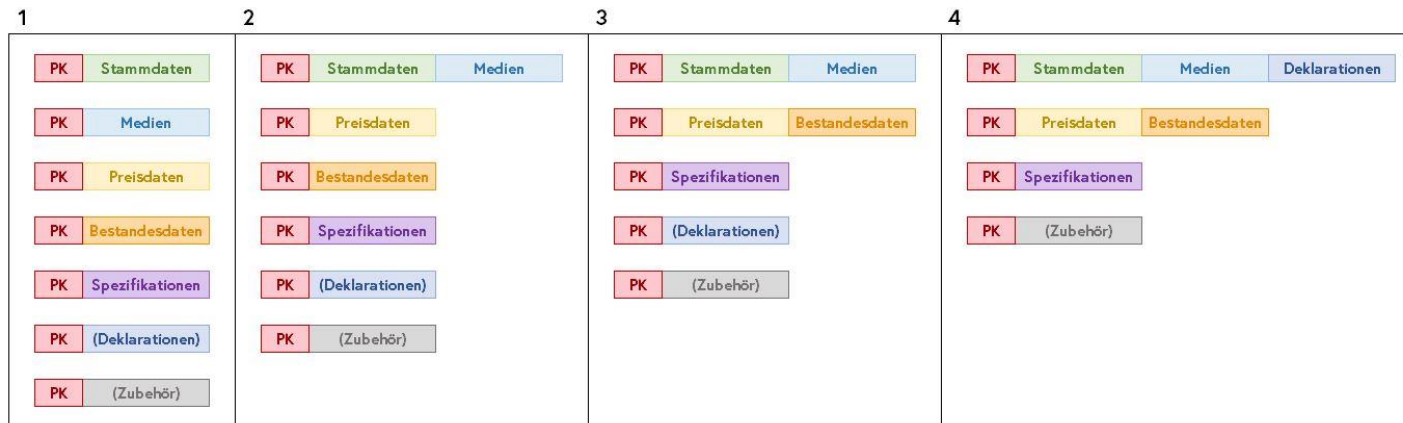 1
PK Stammdaten
PK Medien
PK Preisdaten
PK Bestandesdaten
PK Spezifikationen
PK (Deklarationen)
PK (Zubehör)
2
PK Stammdaten Medien
PK Preisdaten
PK Bestandesdaten
PK Spezifikationen
PK (Deklarationen)
PK (Zubehör)
3
PK Stammdaten Medien
PK Preisdaten Bestandesdaten
PK Spezifikationen
PK (Deklarationen)
PK (Zubehör)
4
PK Stammdaten Medien Deklarationen
PK Preisdaten Bestandesdaten
PK Spezifikationen
PK (Zubehör)